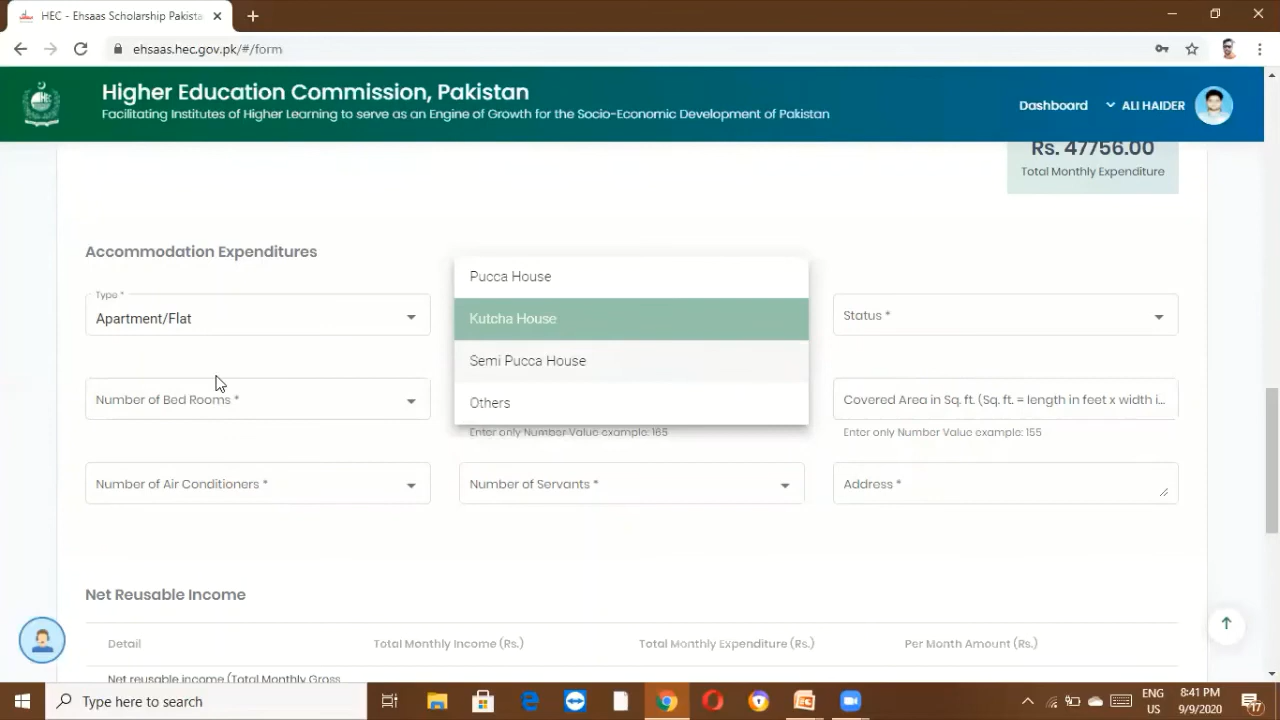 HEC - Ehsaas Scholarship Pakista
ehsaas.hec.gov.pk/#/form
Higher Education Commission, Pakistan
Facilitating Institutes of Higher Learning to serve as an Engine of Growth for the Socio-Economic Development of Pakistan
Dashboard
ALI HAIDER
Rs. 47756.00
Total Monthly Expenditure
Accommodation Expenditures
Type *
Apartment/Flat
Pucca House
Kutcha House
Semi Pucca House
Others
Status *
Number of Bed Rooms *
Enter only Number Value example: 165
Covered Area in Sq. ft. (Sq. ft. = length in feet x width i...
Enter only Number Value example: 155
Number of Air Conditioners *
Number of Servants *
Address *
Net Reusable Income
Detail
Total Monthly Income (Rs.)
Total Monthly Expenditure (Rs.)
Per Month Amount (Rs.)
Net reusable income (Total Monthly Gross
Type here to search
ENG
US
8:41 PM
9/9/2020
17